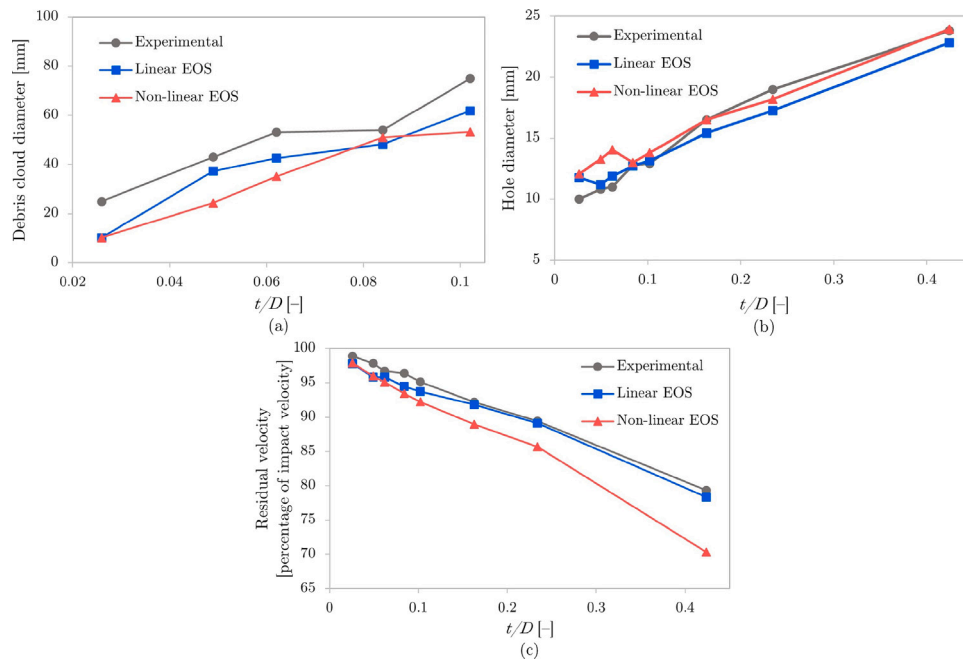 100
80
60
40
20
0
Debris cloud diameter [mm]
Experimental
Linear EOS
Non-linear EOS
0.02
0.04
0.06
0.08
0.1
t/D [–]
(a)
25
20
15
10
5
Hole diameter [mm]
Experimental
Linear EOS
Non-linear EOS
0
0.1
0.2
0.3
0.4
t/D [–]
(b)
100
95
90
85
80
75
70
65
Residual velocity
[percentage of impact velocity]
Experimental
Linear EOS
Non-linear EOS
0
0.1
0.2
0.3
0.4
t/D [–]
(c)